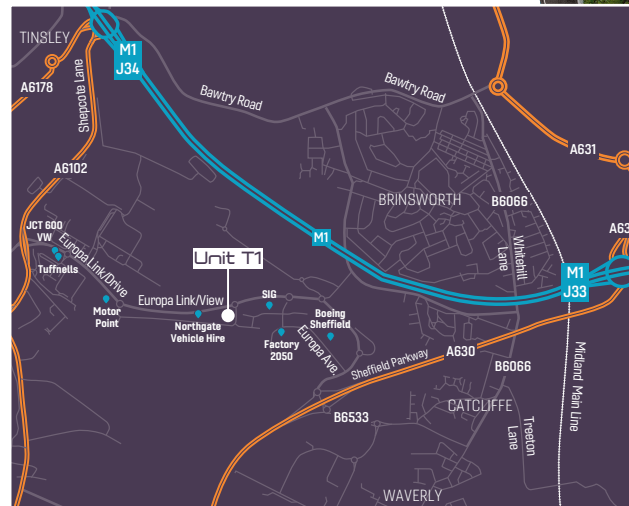 TINSLEY
M1
J34
A6178
Shepcote Lane
Bawtry Road
Bawtry Road
A631
A6102
BRINSWORTH
B6066
Whitehill
Lane
A63
JCT 600
VW
Tuffnells
Europa Link/Drive
M1
Unit T1
M1
J33
Motor
Point
Europa Link/View
SIG
Northgate
Vehicle Hire
Factory
2050
Boeing
Sheffield
Europa Ave.
Sheffield Parkway
A630
B6066
Midland Main Line
B6533
CATCLIFFE
Treeton
Lane
WAVERLY